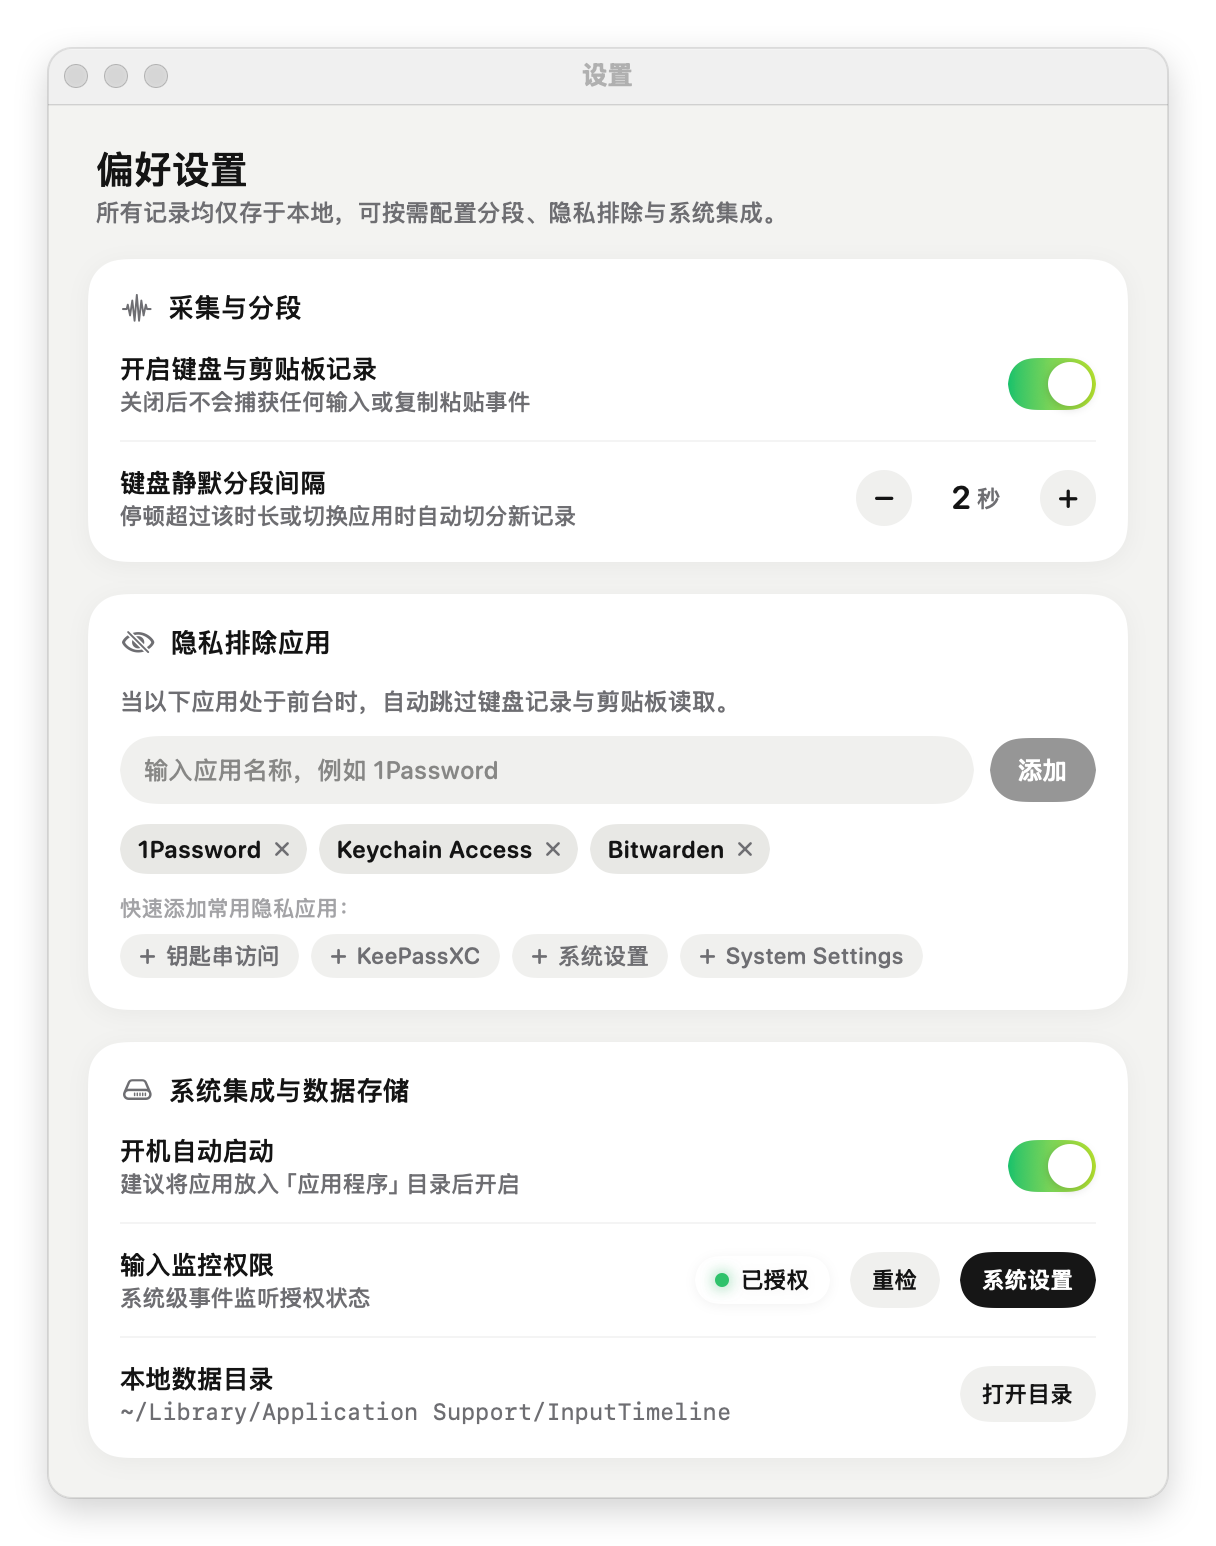 设置
偏好设置
所有记录均仅存于本地，可按需配置分段、隐私排除与系统集成。
采集与分段
开启键盘与剪贴板记录
关闭后不会捕获任何输入或复制粘贴事件
键盘静默分段间隔
停顿超过该时长或切换应用时自动切分新记录
− 2 秒 +
隐私排除应用
当以下应用处于前台时，自动跳过键盘记录与剪贴板读取。
输入应用名称，例如 1Password 添加
1Password × Keychain Access × Bitwarden ×
快速添加常用隐私应用：
+ 钥匙串访问 + KeePassXC + 系统设置 + System Settings
系统集成与数据存储
开机自动启动
建议将应用放入「应用程序」目录后开启
输入监控权限
系统级事件监听授权状态
已授权 重检 系统设置
本地数据目录
~/Library/Application Support/InputTimeline
打开目录